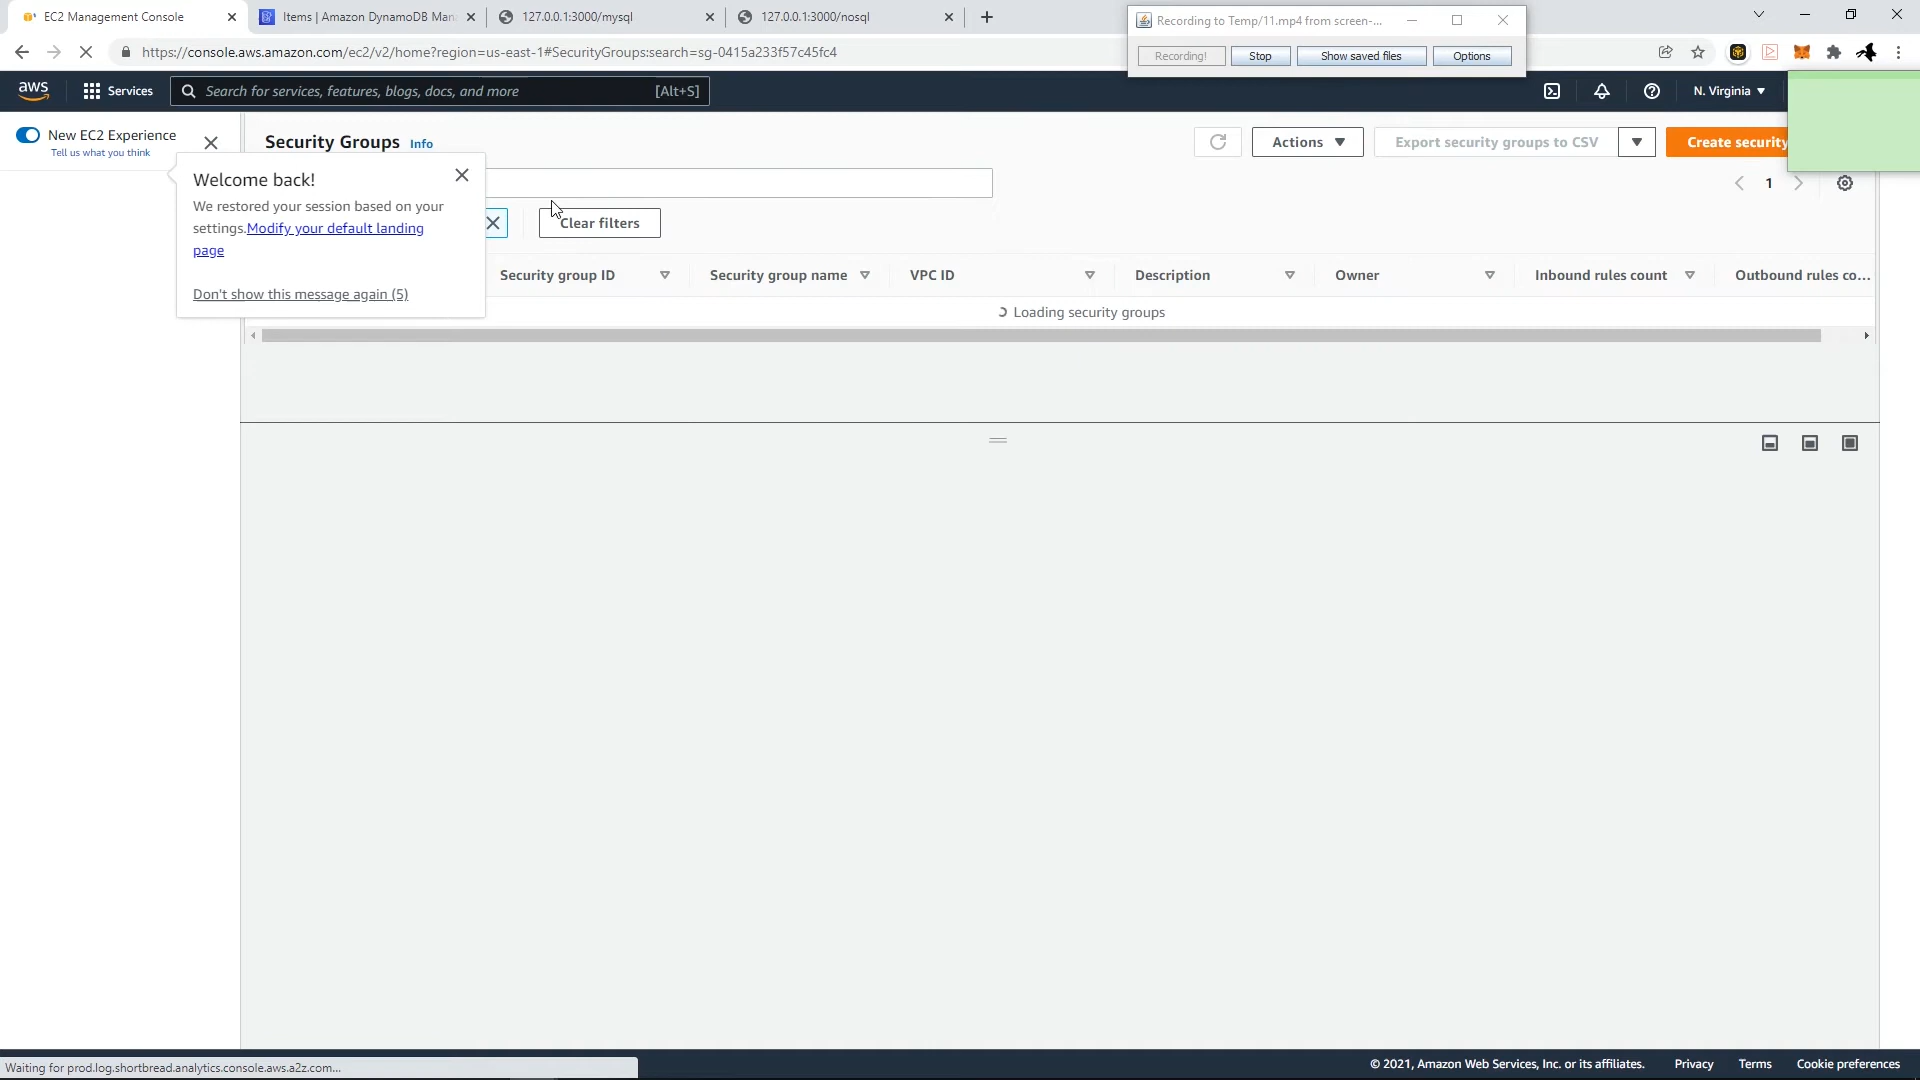 EC2 Management Console
Items | Amazon DynamoDB Man
127.0.0.1:3000/mysql
127.0.0.1:3000/nosql
Recording to Temp/11.mp4 from screen-...
https://console.aws.amazon.com/ec2/v2/home?region=us-east-1#SecurityGroups:search=sg-0415a233f57c45fc4
Recording!
Stop
Show saved files
Options
aws
Services
Search for services, features, blogs, docs, and more
[Alt+S]
N. Virginia
New EC2 Experience
Tell us what you think
Security Groups
Info
Actions
Export security groups to CSV
Create security
Welcome back!
We restored your session based on your
settings.Modify your default landing
page
Don't show this message again (5)
1
Clear filters
Security group ID
Security group name
VPC ID
Description
Owner
Inbound rules count
Outbound rules co...
Loading security groups
Waiting for prod.log.shortbread.analytics.console.aws.a2z.com...
© 2021, Amazon Web Services, Inc. or its affiliates.
Privacy
Terms
Cookie preferences